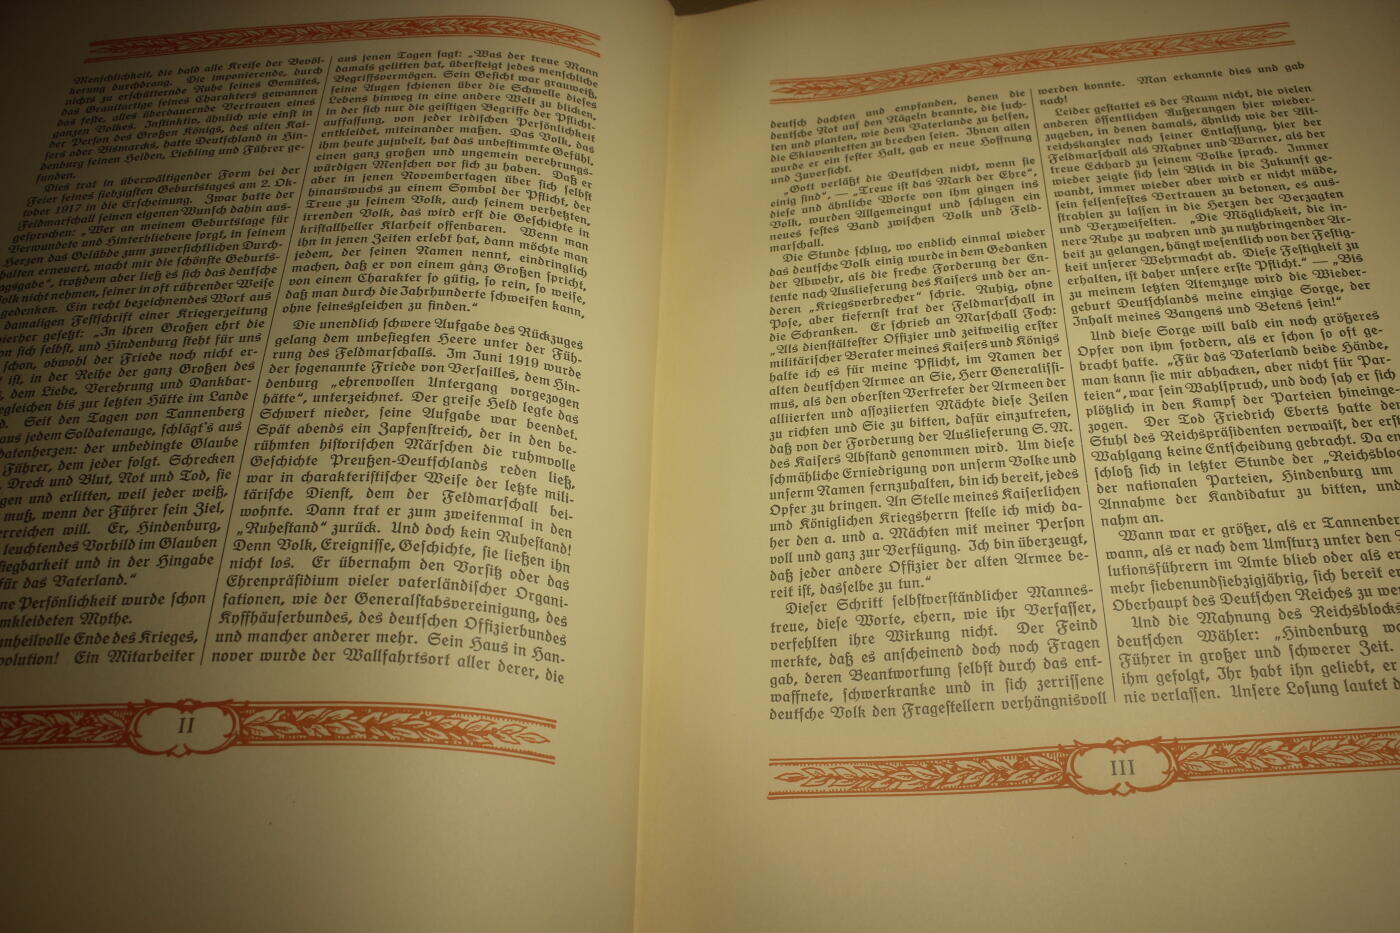 Menschlichkeit, die bald alle Kreise der Bevöl-
kerung durchdrang. Die imponierende, durch
nichts zu erschütternde Ruhe seines Gemütes,
das Granitartige seines Charakters gewannen
das feste, alles überdauernde Vertrauen eines
ganzen Volkes. Instinktiv, ähnlich wie einst in
der Person des Großen Königs, des alten Kai-
sers oder Bismarcks, hatte Deutschland in Hin-
denburg seinen Helden, Liebling und Führer ge-
funden.
Dies trat in überwältigender Form bei der
Feier seines siebzigsten Geburtstages am 2. Ok-
tober 1917 in die Erscheinung. Zwar hatte der
Feldmarschall seinen eigenen Wunsch dahin aus-
gesprochen: „Wer an meinem Geburtstage für
Verwundete und Hinterbliebene sorgt, in seinem
Herzen das Gelübde zum zuversichtlichen Durch-
halten erneuert, macht mir die schönste Geburts-
gabe“, trotzdem aber ließ es sich das deutsche
nicht nehmen, seiner in oft rührender Weise
gedenken. Ein recht bezeichnendes Wort aus
damaligen Festschrift einer Kriegerzeitung
hierher gesetzt: „In ihren Großen ehrt die
sich selbst, und Hindenburg steht für uns
schon, obwohl der Friede noch nicht er-
ist, in der Reihe der ganz Großen des
dem Liebe, Verehrung und Dankbar-
bis zur letzten Hütte im Lande
Seit den Tagen von Tannenberg
aus jedem Soldatenauge, schlägt's aus
der unbedingte Glaube
Führer, dem jeder folgt. Schrecken
Dreck und Blut, Not und Tod, sie
und erlitten, weil jeder weiß,
muß, wenn der Führer sein Ziel,
erreichen will. Er, Hindenburg,
leuchtendes Vorbild im Glauben
und in der Hingabe
für das Vaterland.“
Persönlichkeit wurde schon
Mythe.
unheilvolle Ende des Krieges,
Ein Mitarbeiter
aus jenen Tagen sagt: „Was der treue Mann
damals gelitten hat, übersteigt jedes menschliche
Begriffsvermögen. Sein Gesicht war grauweiß,
seine Augen schienen über die Schwelle dieses
Lebens hinweg in eine andere Welt zu blicken,
in der sich nur die geistigen Begriffe der Pflicht-
auffassung, von jeder irdischen Persönlichkeit
entkleidet, miteinander maßen. Das Volk, das
ihm heute zujubelt, hat das unbestimmte Gefühl,
einen ganz großen und ungemein verehrungs-
würdigen Menschen vor sich zu haben. Daß er
aber in jenen Novembertagen über sich selbst
hinauswuchs zu einem Symbol der Pflicht, der
Treue zu seinem Volk, auch seinem verhetzten,
irrenden Volk, das wird erst die Geschichte in
kristallheller Klarheit offenbaren. Wenn man
ihn in jenen Zeiten erlebt hat, dann möchte man
jedem, der seinen Namen nennt, eindringlich
machen, daß er von einem ganz Großen spricht,
von einem Charakter so gütig, so rein, so weise,
daß man durch die Jahrhunderte schweifen kann,
ohne seinesgleichen zu finden.“
Die unendlich schwere Aufgabe des Rückzuges
gelang dem unbesiegten Heere unter der Füh-
rung des Feldmarschalls. Im Juni 1919 wurde
der sogenannte Friede von Versailles, dem Hin-
denburg „ehrenvollen Untergang vorgezogen
hätte“, unterzeichnet. Der greise Held legte das
Schwert nieder, seine Aufgabe war beendet.
Spät abends ein Zapfenstreich, der in den be-
rühmten historischen Märschen die ruhmvolle
Geschichte Preußen-Deutschlands reden ließ,
war in charakteristischer Weise der letzte mili-
tärische Dienst, dem der Feldmarschall bei-
wohnte. Dann trat er zum zweitenmal in den
„Ruhestand“ zurück. Und doch kein Ruhestand!
Denn Volk, Ereignisse, Geschichte, sie ließen ihn
nicht los. Er übernahm den Vorsitz oder das
Ehrenpräsidium vieler vaterländischer Organi-
sationen, wie der Generalstabsvereinigung, des
Kyffhäuserbundes, des deutschen Offizierbundes
und mancher anderer mehr. Sein Haus in Han-
nover wurde der Wallfahrtsort aller derer, die
II
deutsch dachten und empfanden, denen die
deutsche Not auf den Nägeln brannte, die such-
ten und planten, wie dem Vaterlande zu helfen,
die Sklavenketten zu brechen seien. Ihnen allen
wurde er ein fester Halt, gab er neue Hoffnung
und Zuversicht.
„Gott verläßt die Deutschen nicht, wenn sie
einig sind“, — „Treue ist das Mark der Ehre“,
diese und ähnliche Worte von ihm gingen ins
Volk, wurden Allgemeingut und schlugen ein
neues festes Band zwischen Volk und Feld-
marschall.
Die Stunde schlug, wo endlich einmal wieder
das deutsche Volk einig wurde in dem Gedanken
der Abwehr, als die freche Forderung der En-
tente nach Auslieferung des Kaisers und der an-
deren „Kriegsverbrecher“ schrie. Ruhig, ohne
Pose, aber tiefernst trat der Feldmarschall in
die Schranken. Er schrieb an Marschall Foch:
„Als dienstältester Offizier und zeitweilig erster
militärischer Berater meines Kaisers und Königs
halte ich es für meine Pflicht, im Namen der
alten deutschen Armee an Sie, Herr Generalissi-
mus, als den obersten Vertreter der Armeen der
alliierten und assoziierten Mächte diese Zeilen
zu richten und Sie zu bitten, dafür einzutreten,
daß von der Forderung der Auslieferung S. M.
des Kaisers Abstand genommen wird. Um diese
schmähliche Erniedrigung von unserm Volke und
unserm Namen fernzuhalten, bin ich bereit, jedes
Opfer zu bringen. An Stelle meines Kaiserlichen
und Königlichen Kriegsherrn stelle ich mich da-
her den a. und a. Mächten mit meiner Person
voll und ganz zur Verfügung. Ich bin überzeugt,
daß jeder andere Offizier der alten Armee be-
reit ist, dasselbe zu tun.“
Dieser Schritt selbstverständlicher Mannes-
treue, diese Worte, ehern, wie ihr Verfasser,
verfehlten ihre Wirkung nicht. Der Feind
merkte, daß es anscheinend doch noch Fragen
gab, deren Beantwortung selbst durch das ent-
waffnete, schwerkranke und in sich zerrissene
deutsche Volk den Fragestellern verhängnisvoll
werden konnte. Man erkannte dies und gab
nach!
Leider gestattet es der Raum nicht, die vielen
anderen öffentlichen Äußerungen hier wieder-
zugeben, in denen damals, ähnlich wie der Alt-
reichskanzler nach seiner Entlassung, hier der
Feldmarschall als Mahner und Warner, als der
treue Eckhard zu seinem Volke sprach. Immer
wieder zeigte sich sein Blick in die Zukunft ge-
wandt, immer wieder aber wird er nicht müde,
sein felsenfestes Vertrauen zu betonen, es aus-
strahlen zu lassen in die Herzen der Verzagten
und Verzweifelten. „Die Möglichkeit, die in-
nere Ruhe zu wahren und zu nutzbringender Ar-
beit zu gelangen, hängt wesentlich von der Festig-
keit unserer Wehrmacht ab. Diese Festigkeit zu
erhalten, ist daher unsere erste Pflicht.“ — „Bis
zu meinem letzten Atemzuge wird die Wieder-
geburt Deutschlands meine einzige Sorge, der
Inhalt meines Bangens und Betens sein!“
Und diese Sorge will bald ein noch größeres
Opfer von ihm fordern, als er schon so oft ge-
bracht hatte. „Für das Vaterland beide Hände,
man kann sie mir abhacken, aber nicht für Par-
teien“, war sein Wahlspruch, und doch sah er sich
plötzlich in den Kampf der Parteien hineinge-
zogen. Der Tod Friedrich Eberts hatte der
Stuhl des Reichspräsidenten verwaist, der erst
Wahlgang keine Entscheidung gebracht. Da ent
schloß sich in letzter Stunde der „Reichsbloc
der nationalen Parteien, Hindenburg um
Annahme der Kandidatur zu bitten, und
nahm an.
Wann war er größer, als er Tannenber
wann, als er nach dem Umsturz unter den
lutionsführern im Amte blieb oder als er
mehr siebenundsiebzigjährig, sich bereit er
Oberhaupt des Deutschen Reiches zu we
Und die Mahnung des Reichsblocks
deutschen Wähler: „Hindenburg wa
Führer in großer und schwerer Zeit.
ihm gefolgt, Ihr habt ihn geliebt, er
nie verlassen. Unsere Losung lautet d
III